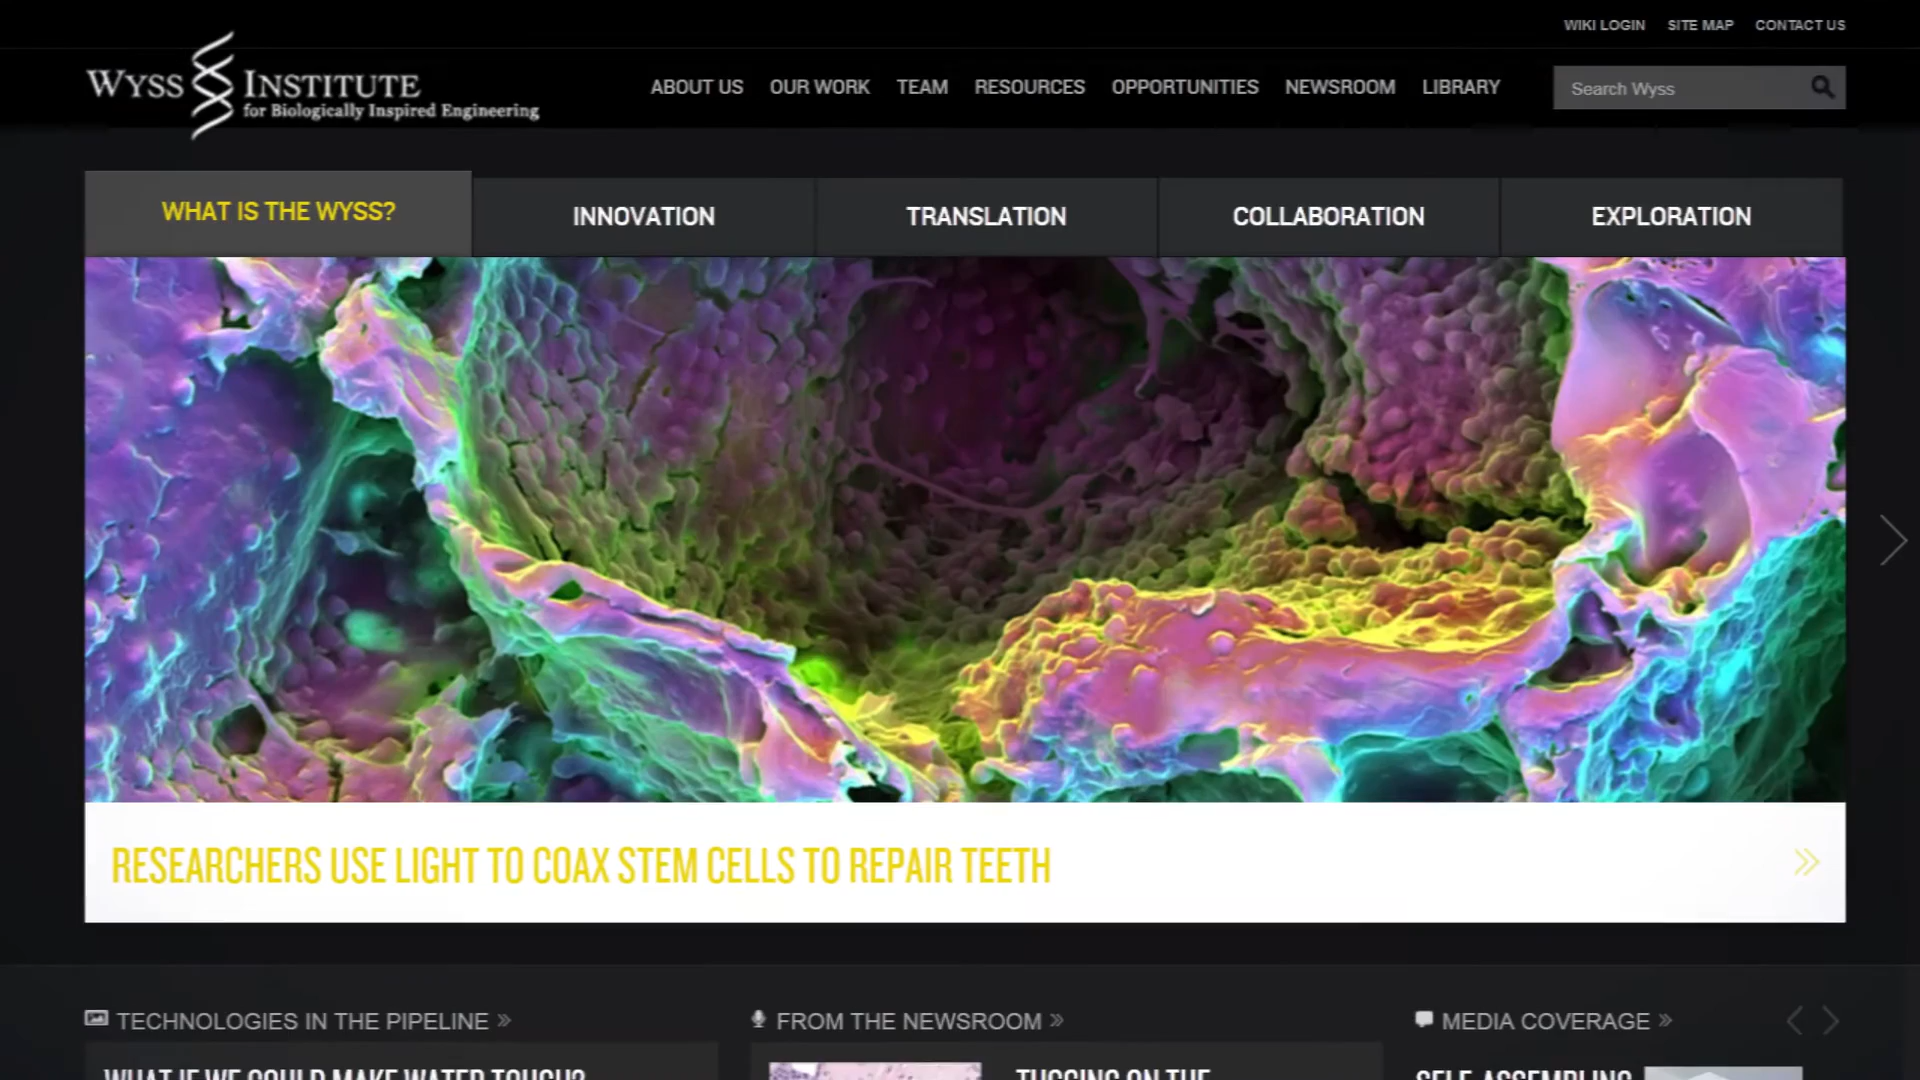 WIKI LOGIN SITE MAP CONTACT US
WYSS INSTITUTE
for Biologically Inspired Engineering
ABOUT US OUR WORK TEAM RESOURCES OPPORTUNITIES NEWSROOM LIBRARY
Search Wyss
WHAT IS THE WYSS? INNOVATION TRANSLATION COLLABORATION EXPLORATION
RESEARCHERS USE LIGHT TO COAX STEM CELLS TO REPAIR TEETH
TECHNOLOGIES IN THE PIPELINE » FROM THE NEWSROOM » MEDIA COVERAGE »
WHAT IF WE COULD MAKE WATER TOUGH? TUGGING ON THE SELF-ASSEMBLING